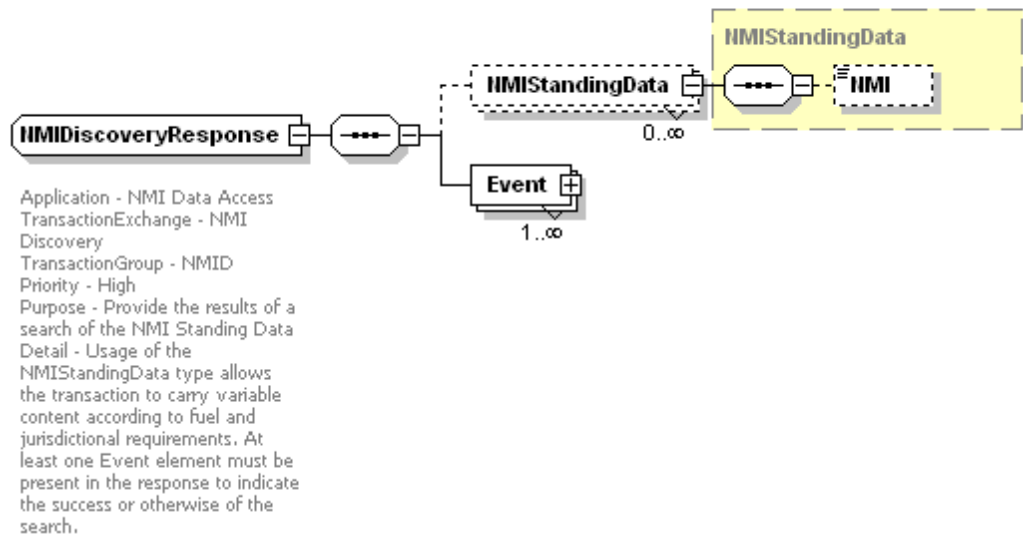 NMIStandingData
NMIStandingData
NMI
0..∞
NMIDiscoveryResponse
Event
1..∞
Application - NMI Data Access
TransactionExchange - NMI
Discovery
TransactionGroup - NMID
Priority - High
Purpose - Provide the results of a
search of the NMI Standing Data
Detail - Usage of the
NMIStandingData type allows
the transaction to carry variable
content according to fuel and
jurisdictional requirements. At
least one Event element must be
present in the response to indicate
the success or otherwise of the
search.